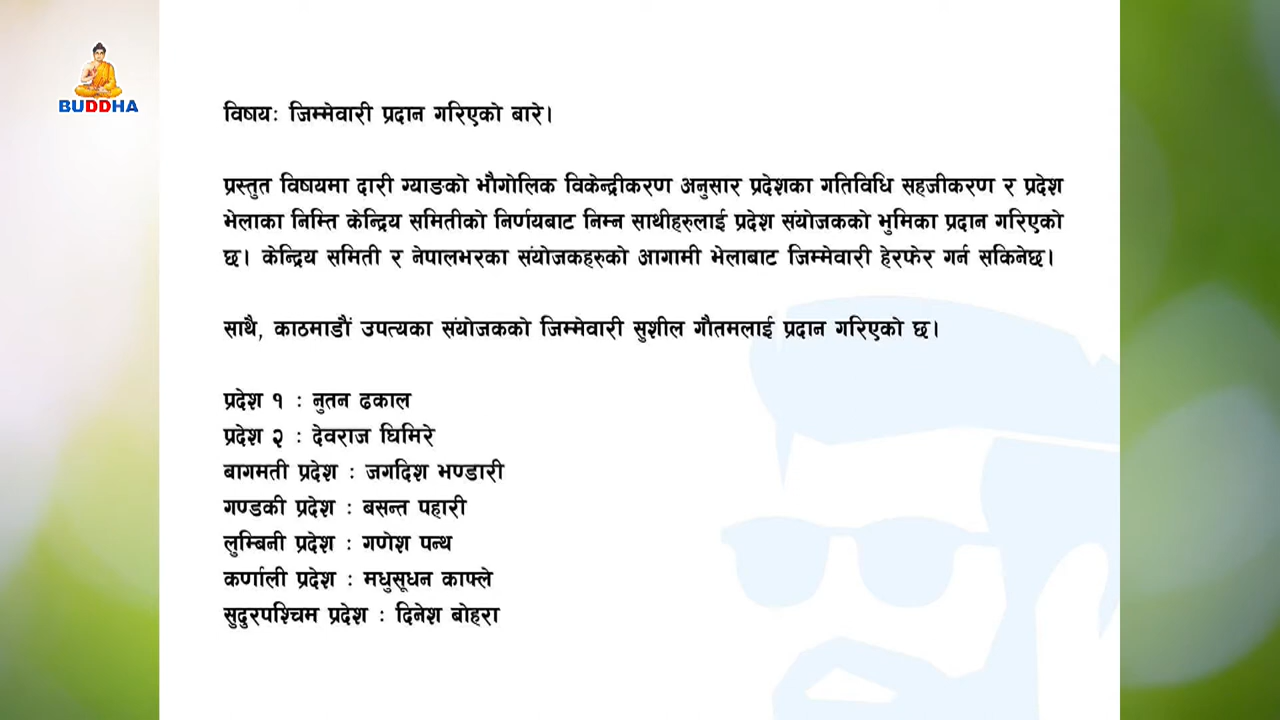 BUDDHA
विषयः जिम्मेवारी प्रदान गरिएको बारे।
प्रस्तुत विषयमा दारी ग्याङको भौगोलिक विकेन्द्रीकरण अनुसार प्रदेशका गतिविधि सहजीकरण र प्रदेश
भेलाका निम्ति केन्द्रिय समितीको निर्णयबाट निम्न साथीहरुलाई प्रदेश संयोजकको भुमिका प्रदान गरिएको
छ। केन्द्रिय समिती र नेपालभरका संयोजकहरुको आगामी भेलाबाट जिम्मेवारी हेरफेर गर्न सकिनेछ।
साथै, काठमाडौं उपत्यका संयोजकको जिम्मेवारी सुशील गौतमलाई प्रदान गरिएको छ।
प्रदेश १ : नुतन ढकाल
प्रदेश २ : देवराज घिमिरे
बागमती प्रदेश : जगदिश भण्डारी
गण्डकी प्रदेश : बसन्त पहारी
लुम्बिनी प्रदेश : गणेश पन्थ
कर्णाली प्रदेश : मधुसूधन काफ्ले
सुदुरपश्चिम प्रदेश : दिनेश बोहरा